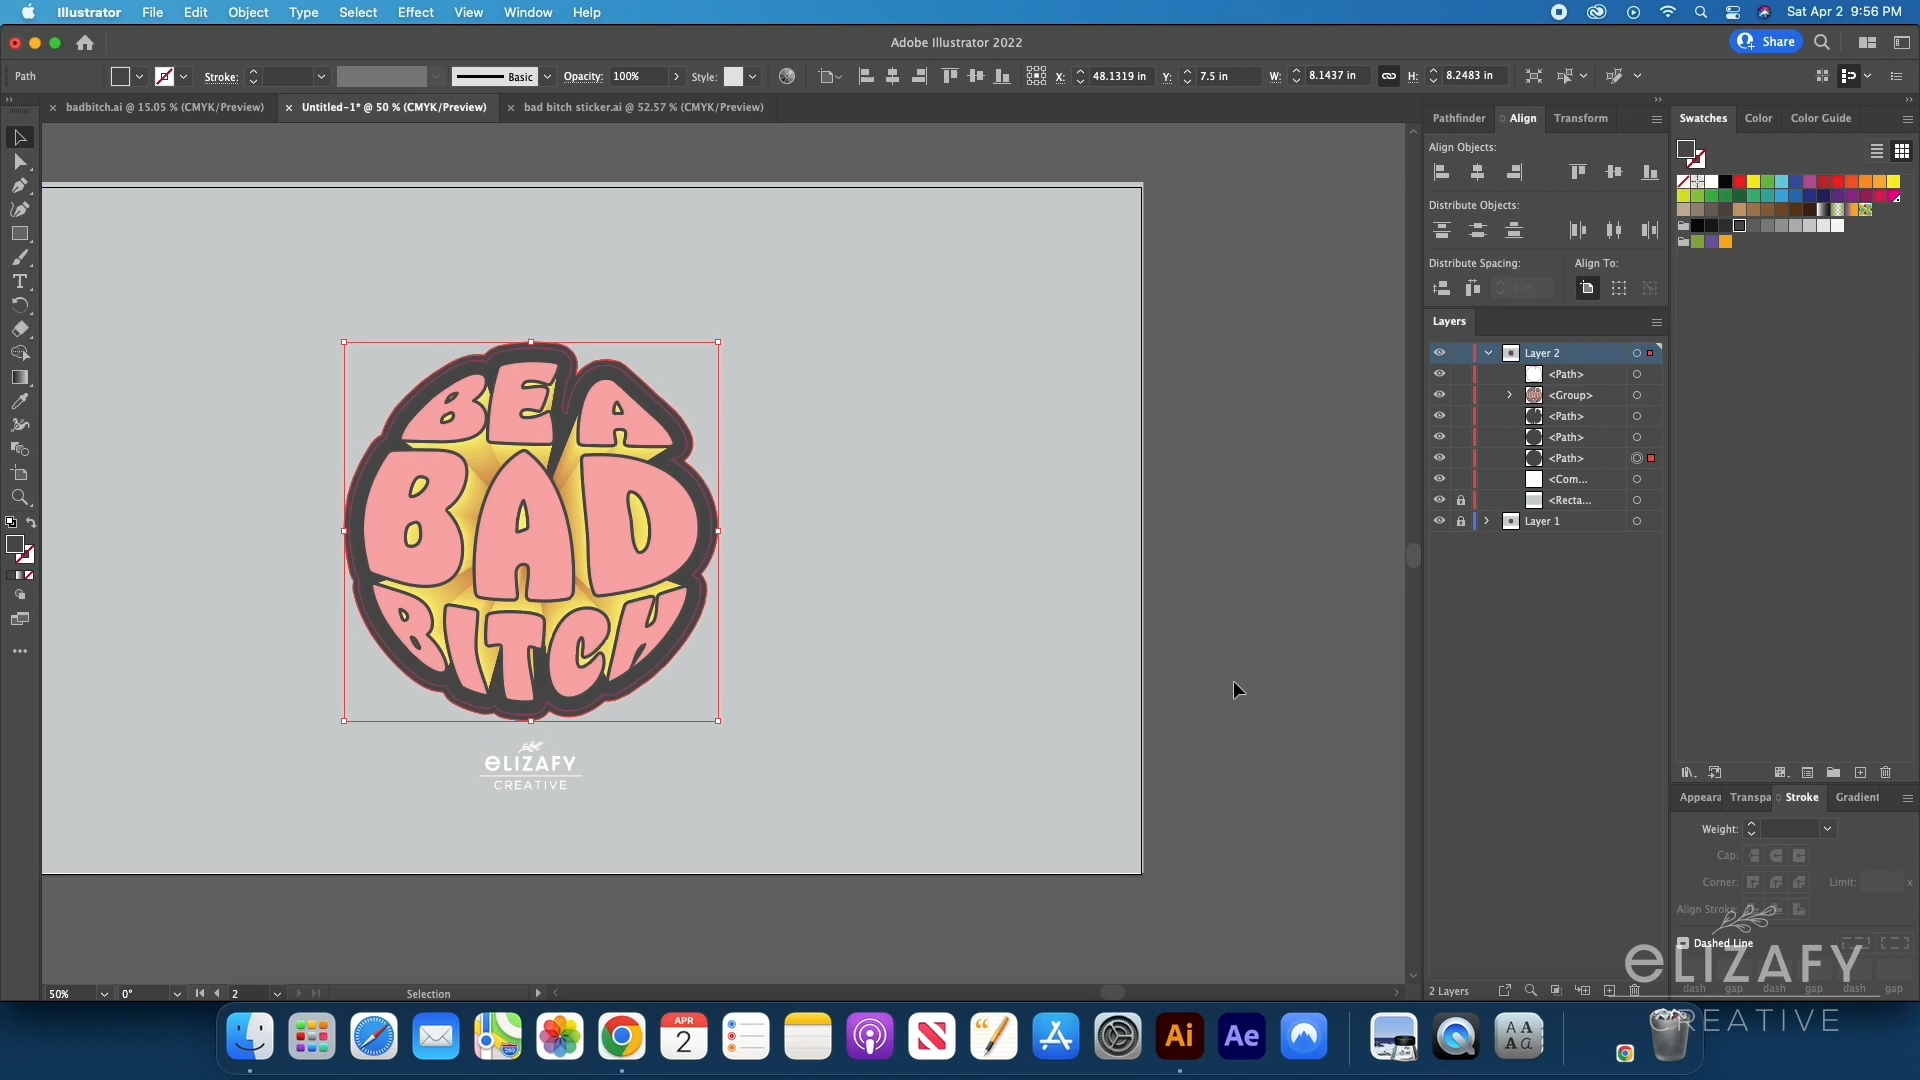 Illustrator File Edit Object Type Select Effect View Window Help Sat Apr 2 9:56 PM
Adobe Illustrator 2022 Share
Path Stroke: Basic Opacity: 100% Style: X: 48.1319 in Y: 7.5 in W: 8.1437 in H: 8.2483 in
badbitch.ai @ 15.05 % (CMYK/Preview) Untitled-1* @ 50 % (CMYK/Preview) bad bitch sticker.ai @ 52.57 % (CMYK/Preview)
Pathfinder Align Transform
Swatches Color Color Guide
Align Objects:
Distribute Objects:
Distribute Spacing: Align To:
Layers
Layer 2
<Path>
<Group>
<Path>
<Path>
<Path>
<Com...
<Recta...
Layer 1
BE A
BAD
BITCH
eLIZAFY
CREATIVE
Appeara Transpa Stroke Gradient
Weight:
Cap:
Corner: Limit: x
Align Stroke:
Dashed Line
dash gap dash gap dash gap
eLIZAFY
CREATIVE
50% 0° 2 Selection
2 Layers
APR
2
Ai Ae
AA
Aa